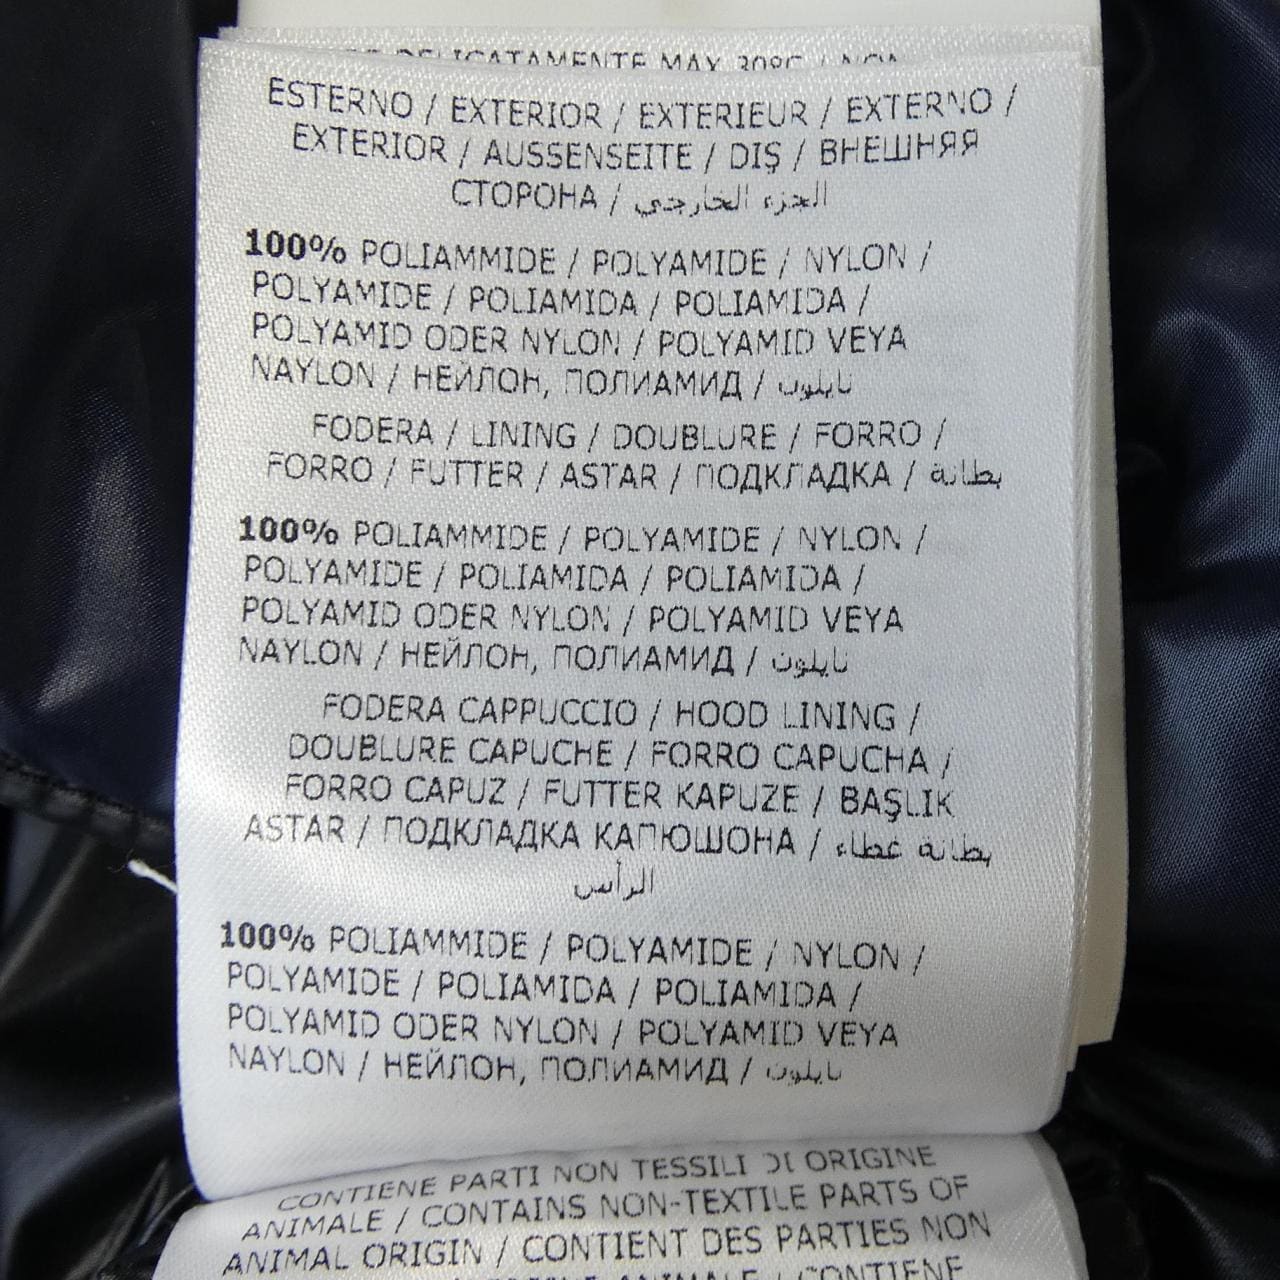 DELICATAMENTE MAX 30°C /
ESTERNO / EXTERIOR / EXTERIEUR / EXTERNO /
EXTERIOR / AUSSENSEITE / DIŞ / ВНЕШНЯЯ
СТОРОНА / الجزء الخارجي
100% POLIAMMIDE / POLYAMIDE / NYLON /
POLYAMIDE / POLIAMIDA / POLIAMIDA /
POLYAMID ODER NYLON / POLYAMID VEYA
NAYLON / НЕЙЛОН, ПОЛИАМИД / نايلون
FODERA / LINING / DOUBLURE / FORRO /
FORRO / FUTTER / ASTAR / ПОДКЛАДКА / بطانة
100% POLIAMMIDE / POLYAMIDE / NYLON /
POLYAMIDE / POLIAMIDA / POLIAMIDA /
POLYAMID ODER NYLON / POLYAMID VEYA
NAYLON / НЕЙЛОН, ПОЛИАМИД / نايلون
FODERA CAPPUCCIO / HOOD LINING /
DOUBLURE CAPUCHE / FORRO CAPUCHA /
FORRO CAPUZ / FUTTER KAPUZE / BAŞLIK
ASTAR / ПОДКЛАДКА КАПЮШОНА / بطانة غطاء
الرأس
100% POLIAMMIDE / POLYAMIDE / NYLON /
POLYAMIDE / POLIAMIDA / POLIAMIDA /
POLYAMID ODER NYLON / POLYAMID VEYA
NAYLON / НЕЙЛОН, ПОЛИАМИД / نايلون
CONTIENE PARTI NON TESSILI DI ORIGINE
ANIMALE / CONTAINS NON-TEXTILE PARTS OF
ANIMAL ORIGIN / CONTIENT DES PARTIES NON
/ CONTIENE